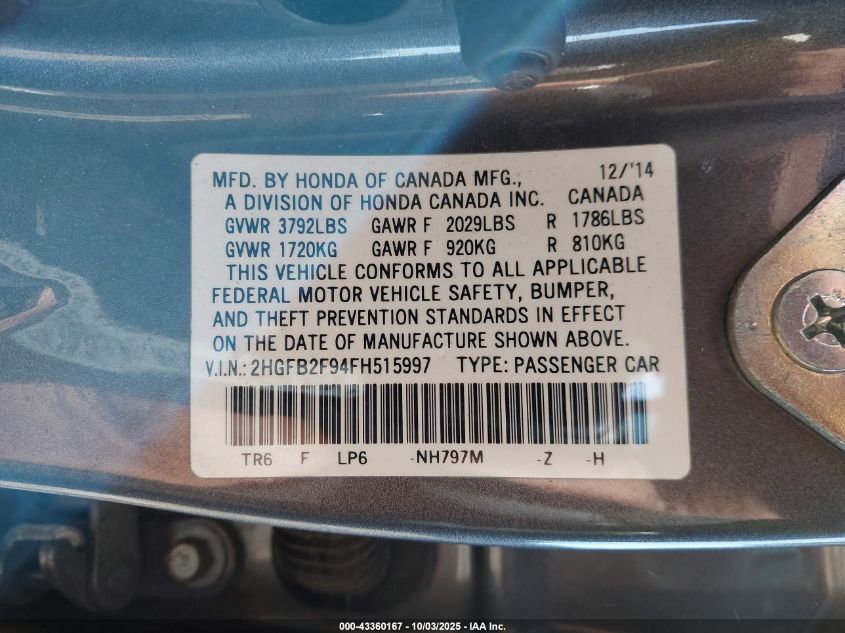 MFD. BY HONDA OF CANADA MFG., 12/'14
A DIVISION OF HONDA CANADA INC. CANADA
GVWR 3792LBS GAWR F 2029LBS R 1786LBS
GVWR 1720KG GAWR F 920KG R 810KG
THIS VEHICLE CONFORMS TO ALL APPLICABLE
FEDERAL MOTOR VEHICLE SAFETY, BUMPER,
AND THEFT PREVENTION STANDARDS IN EFFECT
ON THE DATE OF MANUFACTURE SHOWN ABOVE.
V.I.N.: 2HGFB2F94FH515997 TYPE: PASSENGER CAR
TR6 F LP6 -NH797M -Z -H
000-43360167 - 10/03/2025 - IAA Inc.